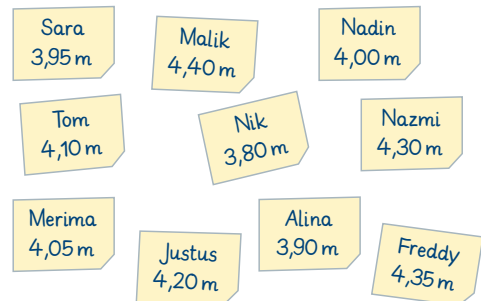 Sara
3,95 m
Malik
4,40 m
Nadin
4,00 m
Tom
4,10 m
Nik
3,80 m
Nazmi
4,30 m
Merima
4,05 m
Justus
4,20 m
Alina
3,90 m
Freddy
4,35 m